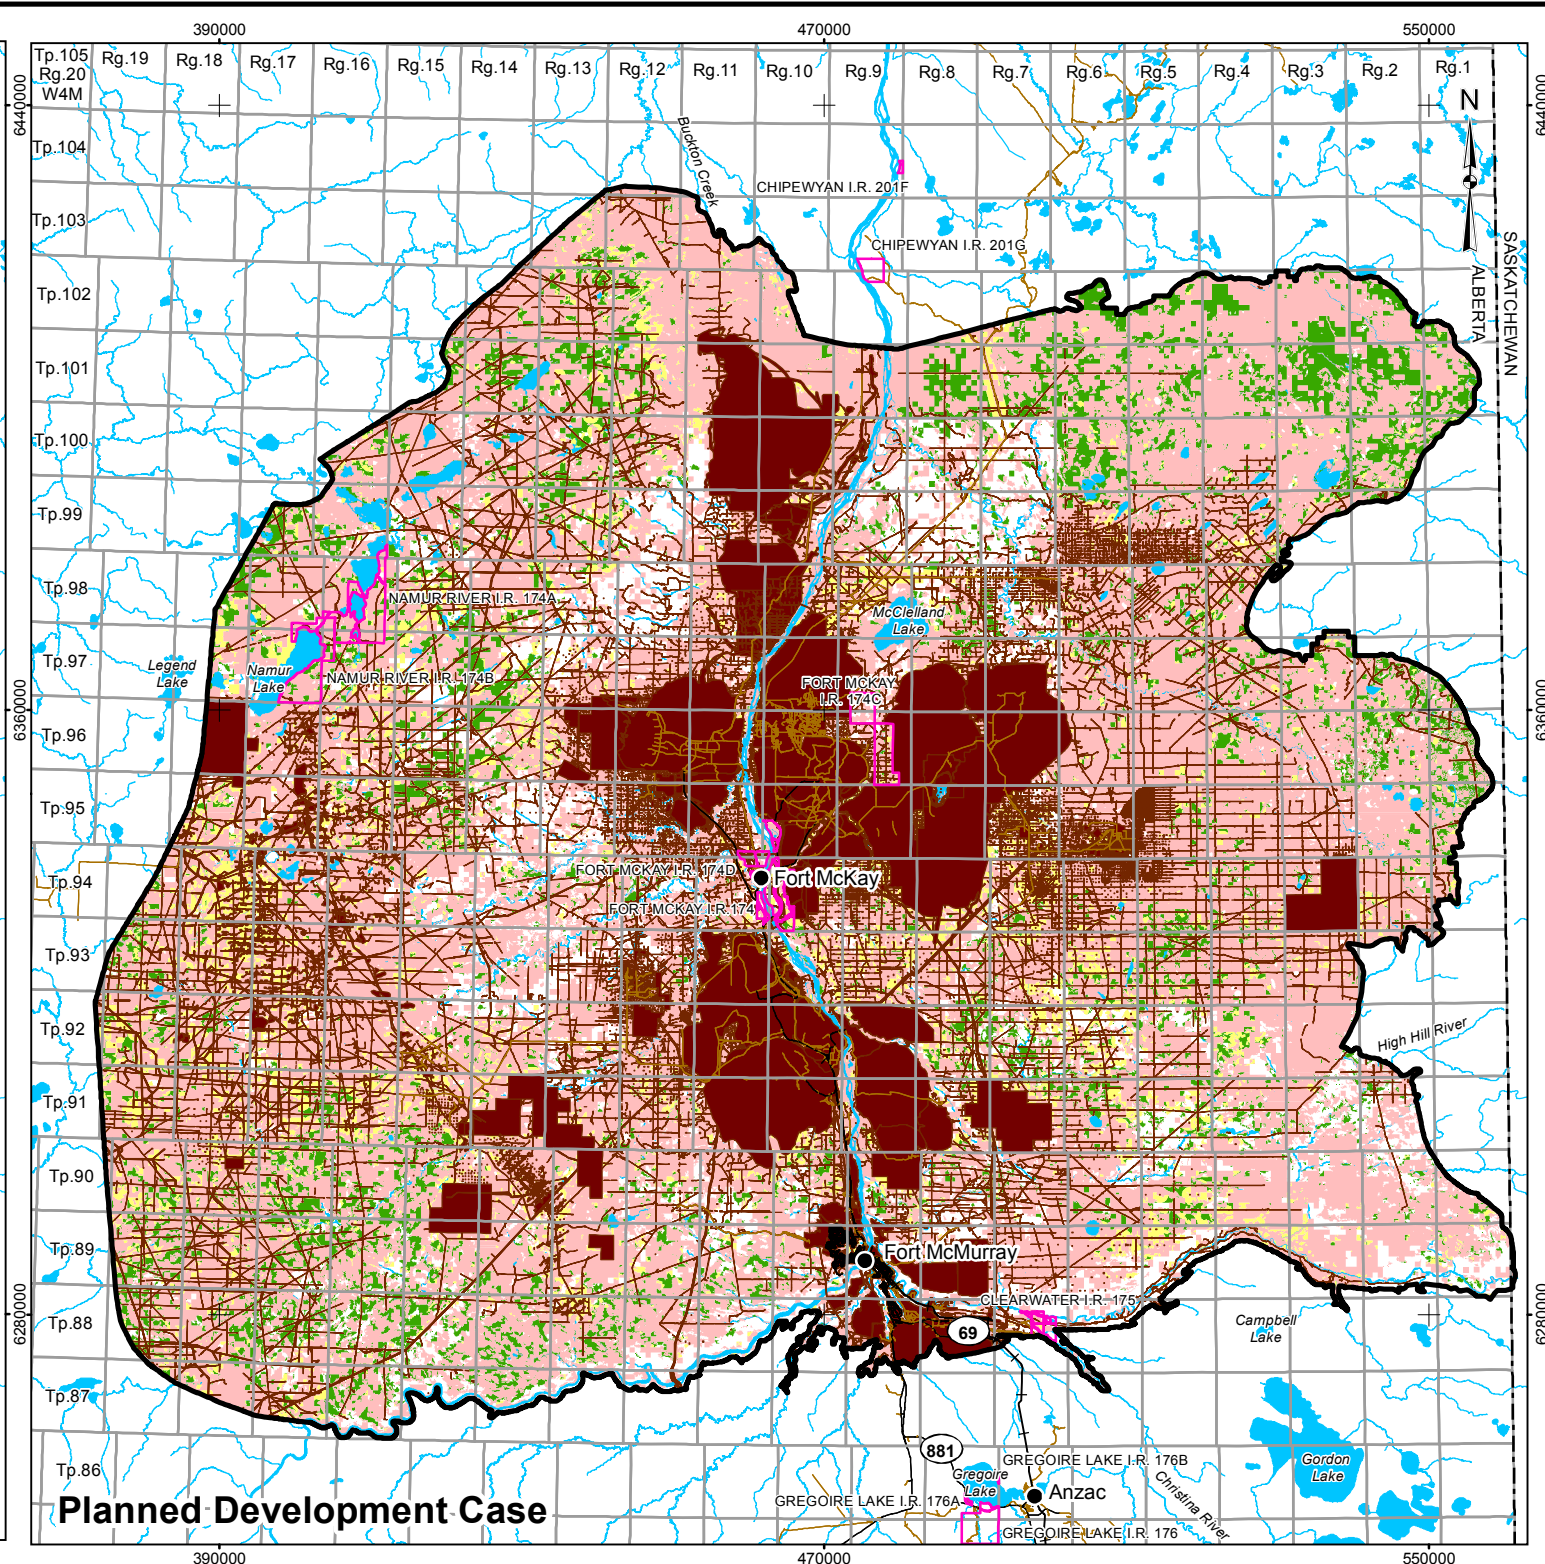 390000
470000
550000
Tp.105
Rg.20
W4M
Rg.19
Rg.18
Rg.17
Rg.16
Rg.15
Rg.14
Rg.13
Rg.12
Rg.11
Rg.10
Rg.9
Rg.8
Rg.7
Rg.6
Rg.5
Rg.4
Rg.3
Rg.2
Rg.1
N
6440000
6440000
Tp.104
Buckton Creek
CHIPEWYAN I.R. 201F
Tp.103
CHIPEWYAN I.R. 201G
SASKATCHEWAN
ALBERTA
Tp.102
Tp.101
Tp.100
Tp.99
Tp.98
NAMUR RIVER I.R. 174A
McClelland
Lake
Tp.97
Legend
Lake
Namur
Lake
NAMUR RIVER I.R. 174B
FORT MCKAY
I.R. 174C
6360000
6360000
Tp.96
Tp.95
Tp.94
FORT MCKAY I.R. 174D
Fort McKay
FORT MCKAY I.R. 174
Tp.93
Tp.92
High Hill River
Tp.91
Tp.90
Tp.89
Fort McMurray
CLEARWATER I.R. 175
6280000
6280000
Tp.88
69
Campbell
Lake
Tp.87
881
GREGOIRE LAKE I.R. 176B
Tp.86
Gregoire
Lake
Anzac
Christina River
Gordon
Lake
GREGOIRE LAKE I.R. 176A
GREGOIRE LAKE I.R. 176
Planned Development Case
390000
470000
550000